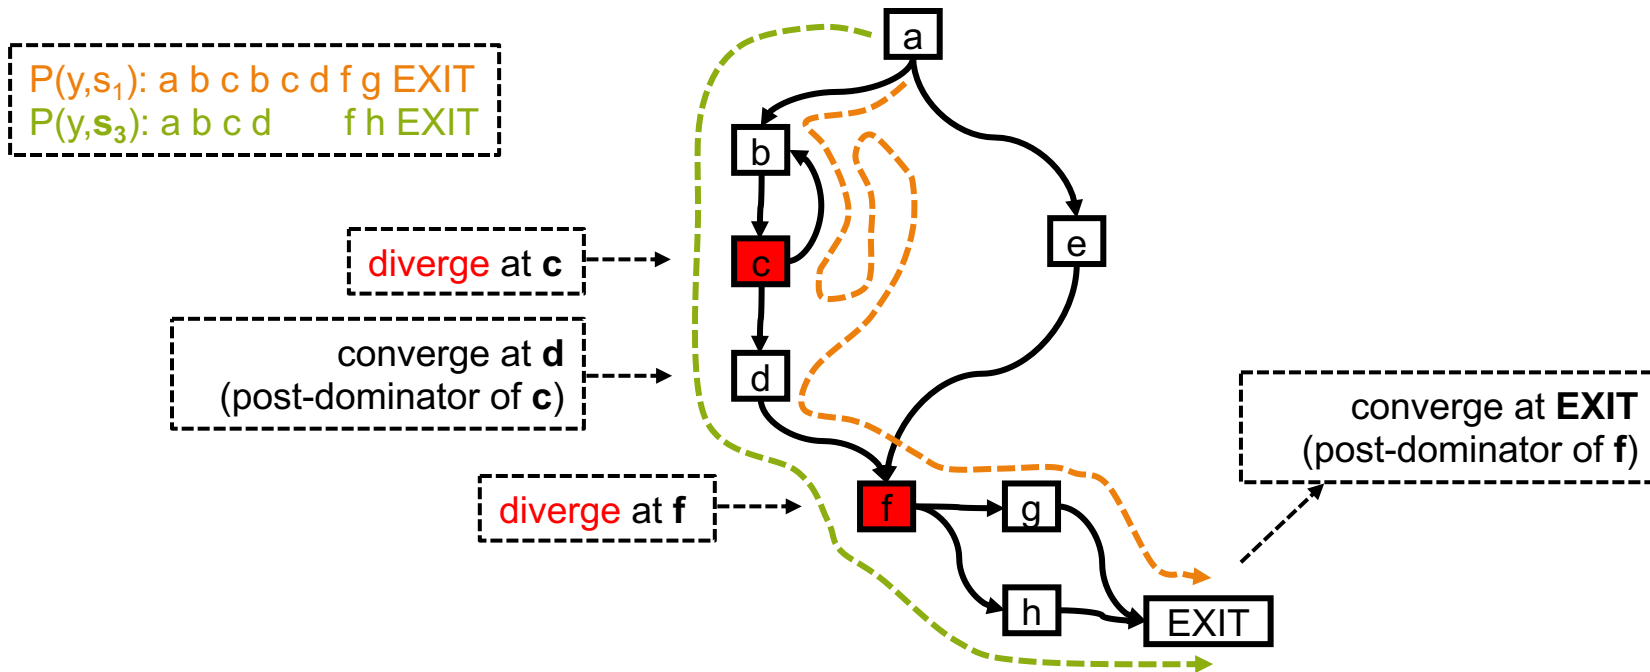 a
P(y,s₁): a b c b c d f g EXIT
P(y,s₃): a b c d f h EXIT
b
e
diverge at c
c
converge at d
(post-dominator of c)
d
converge at EXIT
(post-dominator of f)
diverge at f
f
g
h
EXIT